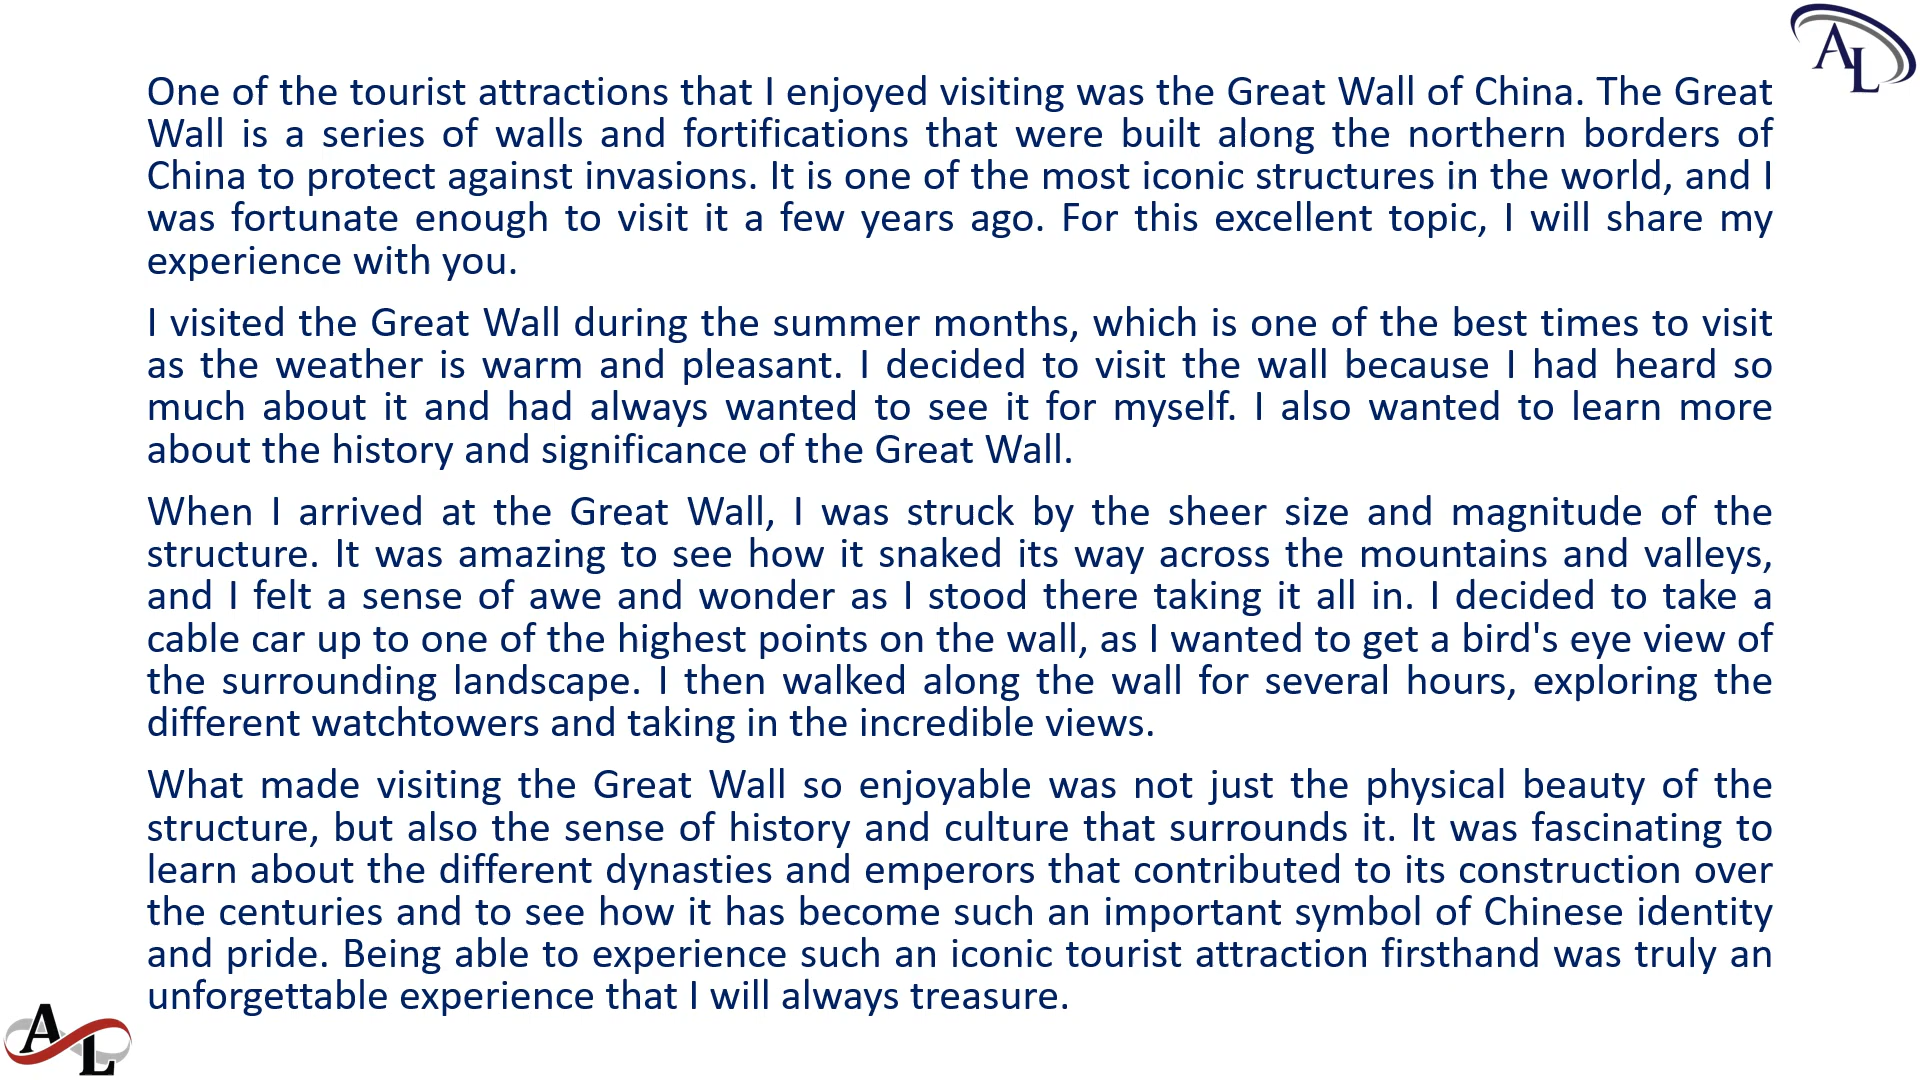 AL
One of the tourist attractions that I enjoyed visiting was the Great Wall of China. The Great
Wall is a series of walls and fortifications that were built along the northern borders of
China to protect against invasions. It is one of the most iconic structures in the world, and I
was fortunate enough to visit it a few years ago. For this excellent topic, I will share my
experience with you.
I visited the Great Wall during the summer months, which is one of the best times to visit
as the weather is warm and pleasant. I decided to visit the wall because I had heard so
much about it and had always wanted to see it for myself. I also wanted to learn more
about the history and significance of the Great Wall.
When I arrived at the Great Wall, I was struck by the sheer size and magnitude of the
structure. It was amazing to see how it snaked its way across the mountains and valleys,
and I felt a sense of awe and wonder as I stood there taking it all in. I decided to take a
cable car up to one of the highest points on the wall, as I wanted to get a bird's eye view of
the surrounding landscape. I then walked along the wall for several hours, exploring the
different watchtowers and taking in the incredible views.
What made visiting the Great Wall so enjoyable was not just the physical beauty of the
structure, but also the sense of history and culture that surrounds it. It was fascinating to
learn about the different dynasties and emperors that contributed to its construction over
the centuries and to see how it has become such an important symbol of Chinese identity
and pride. Being able to experience such an iconic tourist attraction firsthand was truly an
unforgettable experience that I will always treasure.
AL